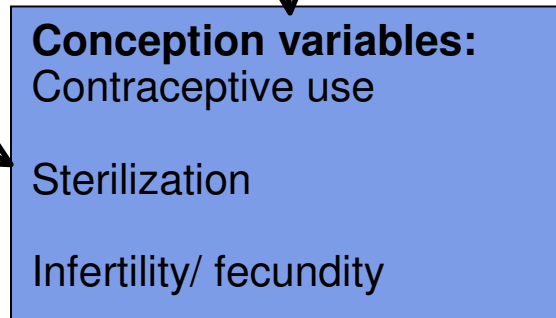 Conception variables:
Contraceptive use
Sterilization
Infertility/ fecundity